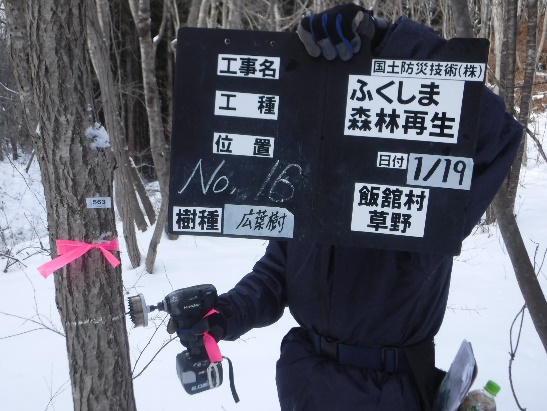 工事名
工種
位置
No. 16
樹種 広葉樹
国土防災技術(株)
ふくしま
森林再生
日付 1/19
飯舘村
草野
563